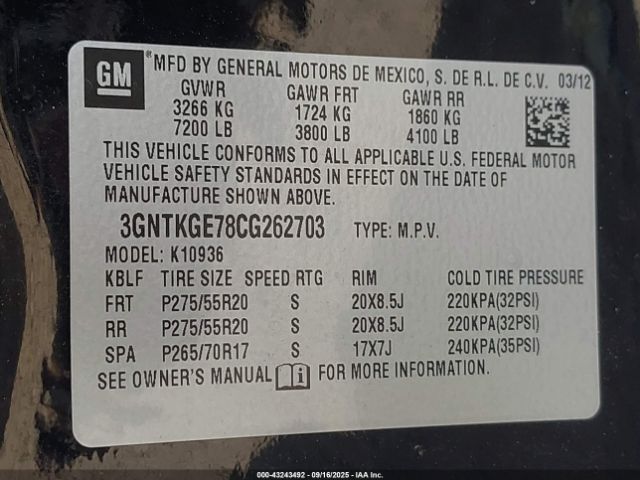 GM ® MFD BY GENERAL MOTORS DE MEXICO, S. DE R.L. DE C.V. 03/12
GVWR GAWR FRT GAWR RR
3266 KG 1724 KG 1860 KG
7200 LB 3800 LB 4100 LB
THIS VEHICLE CONFORMS TO ALL APPLICABLE U.S. FEDERAL MOTOR
VEHICLE SAFETY STANDARDS IN EFFECT ON THE DATE OF
MANUFACTURE SHOWN ABOVE.
3GNTKGE78CG262703 TYPE: M.P.V.
MODEL: K10936
KBLF TIRE SIZE SPEED RTG RIM COLD TIRE PRESSURE
FRT P275/55R20 S 20X8.5J 220KPA(32PSI)
RR P275/55R20 S 20X8.5J 220KPA(32PSI)
SPA P265/70R17 S 17X7J 240KPA(35PSI)
SEE OWNER'S MANUAL i FOR MORE INFORMATION.
000-43243492 - 09/16/2025 - IAA Inc.